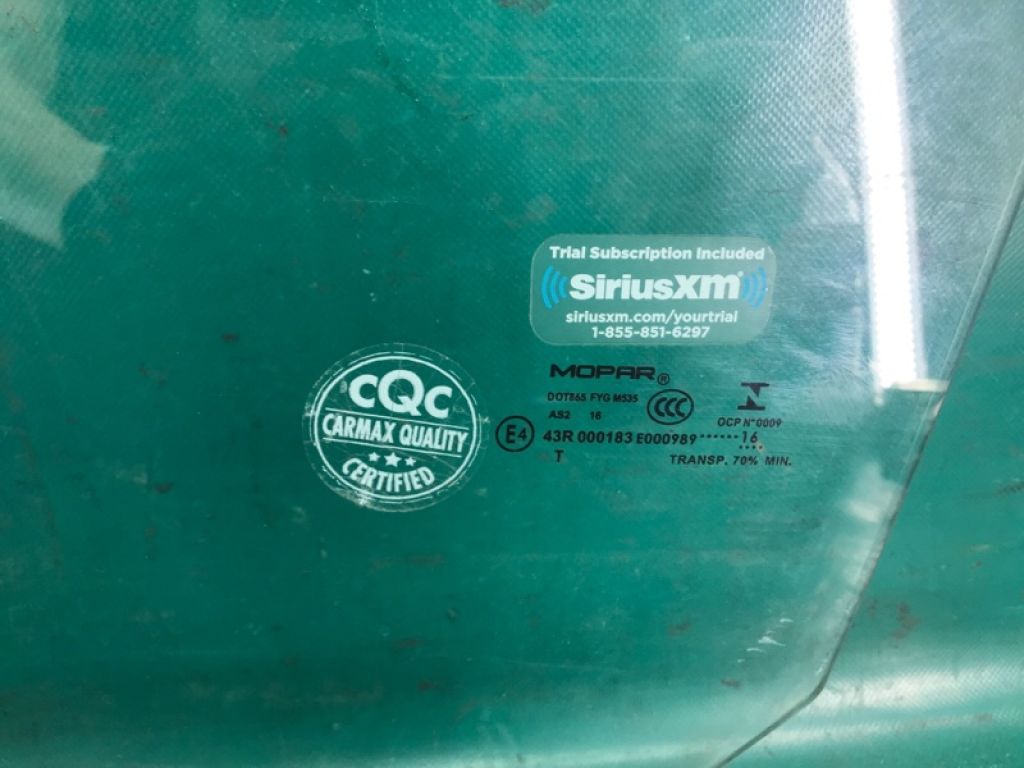 Trial Subscription Included
SiriusXM
siriusxm.com/yourtrial
1-855-851-6297
MOPAR®
DOT865 FYG M535
AS2 16
CCC
OCP N°0009
E4 43R 000183 E000989 ······16
T
TRANSP. 70% MIN.
CQC
CARMAX QUALITY
CERTIFIED